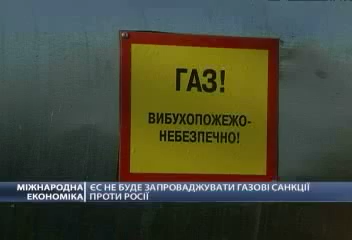 ГАЗ!
ВИБУХОПОЖЕЖО-
НЕБЕЗПЕЧНО!
МІЖНАРОДНА ЕКОНОМІКА
ЄС НЕ БУДЕ ЗАПРОВАДЖУВАТИ ГАЗОВІ САНКЦІЇ
ПРОТИ РОСІЇ